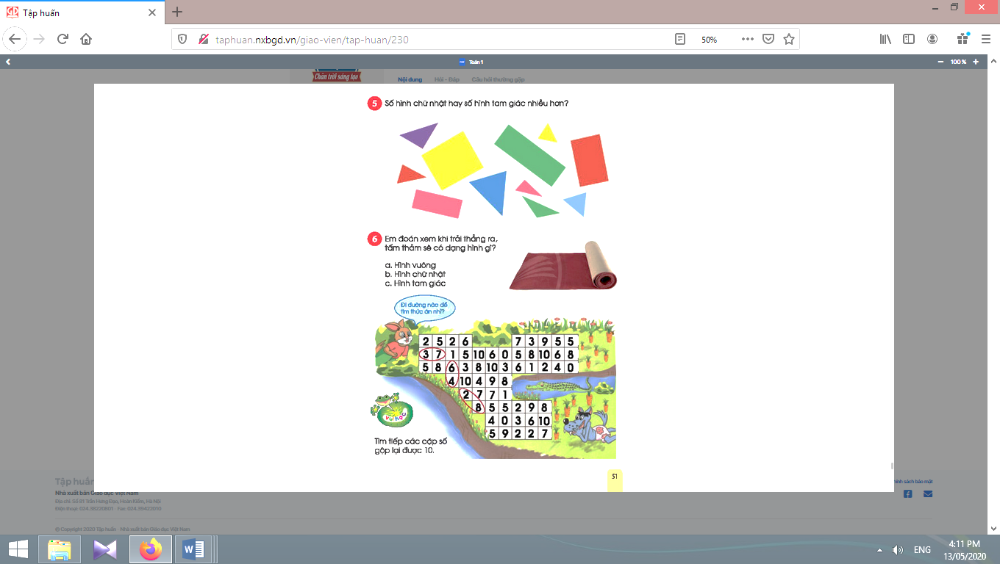 Tập huấn
taphuan.nxbgd.vn/giao-vien/tap-huan/230
50%
Toán 1
100 %
Chân trời sáng tạo
Nội dung Hỏi - Đáp Câu hỏi thường gặp
5 Số hình chữ nhật hay số hình tam giác nhiều hơn?
6 Em đoán xem khi trải thẳng ra,
tấm thảm sẽ có dạng hình gì?
a. Hình vuông
b. Hình chữ nhật
c. Hình tam giác
Đi đường nào để
tìm thức ăn nhỉ?
2 5 2 6 7 3 9 5 5
3 7 1 5 10 6 0 5 8 10 6 8
5 8 6 3 8 10 3 6 1 2 4 0
4 10 4 9 8
2 7 7 1
8 5 5 2 9 8
4 0 3 6 10
5 9 2 2 7
Vui học
Tìm tiếp các cặp số
gộp lại được 10.
51
Tập huấn
Nhà xuất bản Giáo dục Việt Nam
Địa chỉ: Số 81 Trần Hưng Đạo, Hoàn Kiếm, Hà Nội
Điện thoại: 024.38220801 - Fax: 024.39422010
hính sách bảo mật
© Copyright 2020 Tập huấn - Nhà xuất bản Giáo dục Việt Nam
ENG
4:11 PM
13/05/2020